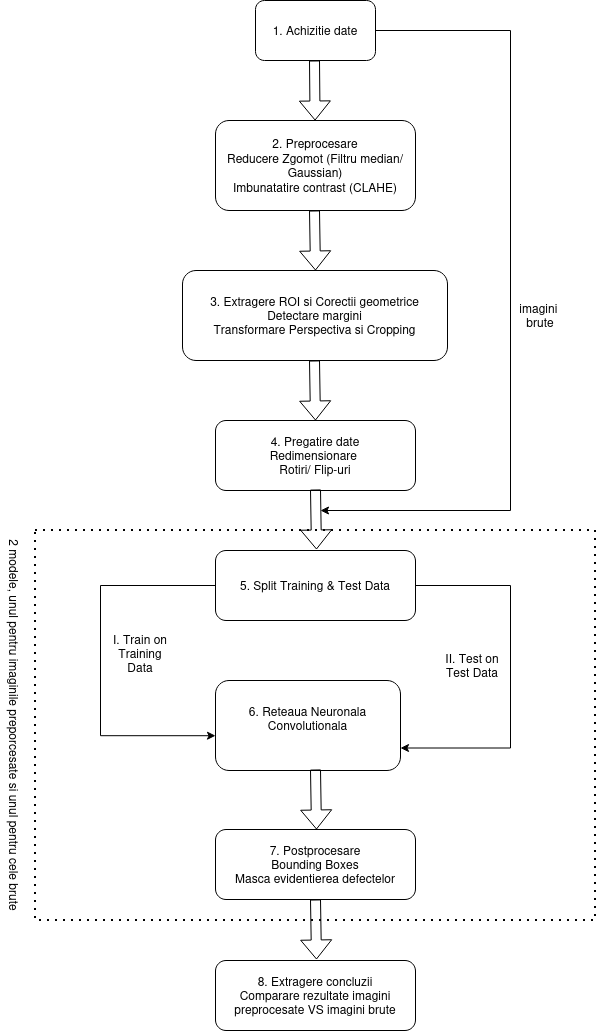 1. Achizitie date
2. Preprocesare
Reducere Zgomot (Filtru median/
Gaussian)
Imbunatatire contrast (CLAHE)
3. Extragere ROI si Corectii geometrice
Detectare margini
Transformare Perspectiva si Cropping
imagini
brute
4. Pregatire date
Redimensionare
Rotiri/ Flip-uri
2 modele, unul pentru imaginile preporcesate si unul pentru cele brute
5. Split Training & Test Data
I. Train on
Training
Data
II. Test on
Test Data
6. Reteaua Neuronala
Convolutionala
7. Postprocesare
Bounding Boxes
Masca evidentierea defectelor
8. Extragere concluzii
Comparare rezultate imagini
preprocesate VS imagini brute